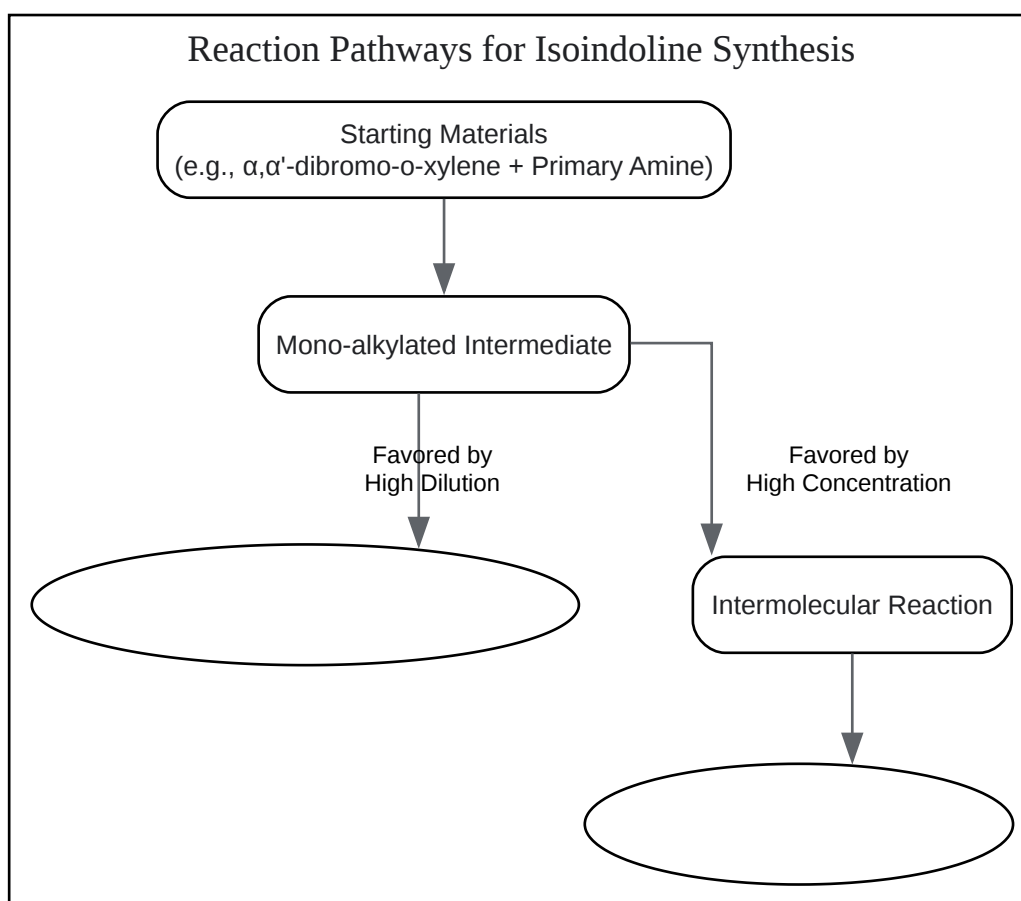 Reaction Pathways for Isoindoline Synthesis
Starting Materials
(e.g., α,α'-dibromo-o-xylene + Primary Amine)
Mono-alkylated Intermediate
Favored by
High Dilution
Favored by
High Concentration
Intermolecular Reaction